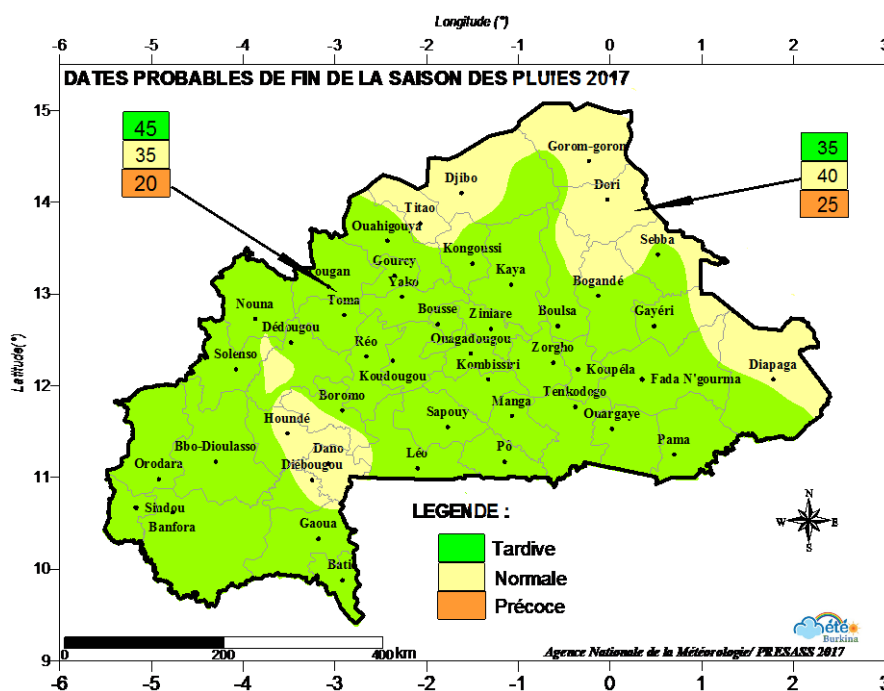 Longitude (°)
-6 -5 -4 -3 -2 -1 0 1 2 3
DATES PROBABLES DE FIN DE LA SAISON DES PLUIES 2017
15
14
13
12
11
10
9
Latitude(°)
45
35
20
35
40
25
Gorom-goron
Djibo
Dori
Titao
Ouahigouya
Sebba
Kongoussi
Gourcy
Kaya
ougan
Yako
Bogandé
Nouna
Toma
Bousse
Ziniare
Boulsa
Gayéri
Dédougou
Réo
Ouagadougou
Zorgho
Solenso
Koudougou
Kombissiri
Koupéla
Fada N'gourma
Diapaga
Boromo
Manga
Tenkodogo
Houndé
Sapouy
Ouargaye
Bbo-Dioulasso
Dano
Pama
Orodara
Diébougou
Léo
Pô
Sindou
Banfora
Gaoua
Bati
LEGENDE :
Tardive
Normale
Précoce
N
W E
S
0 200 400 km
été
Burkina
Agence Nationale de la Météorologie/ PRESASS 2017
-6 -5 -4 -3 -2 -1 0 1 2 3